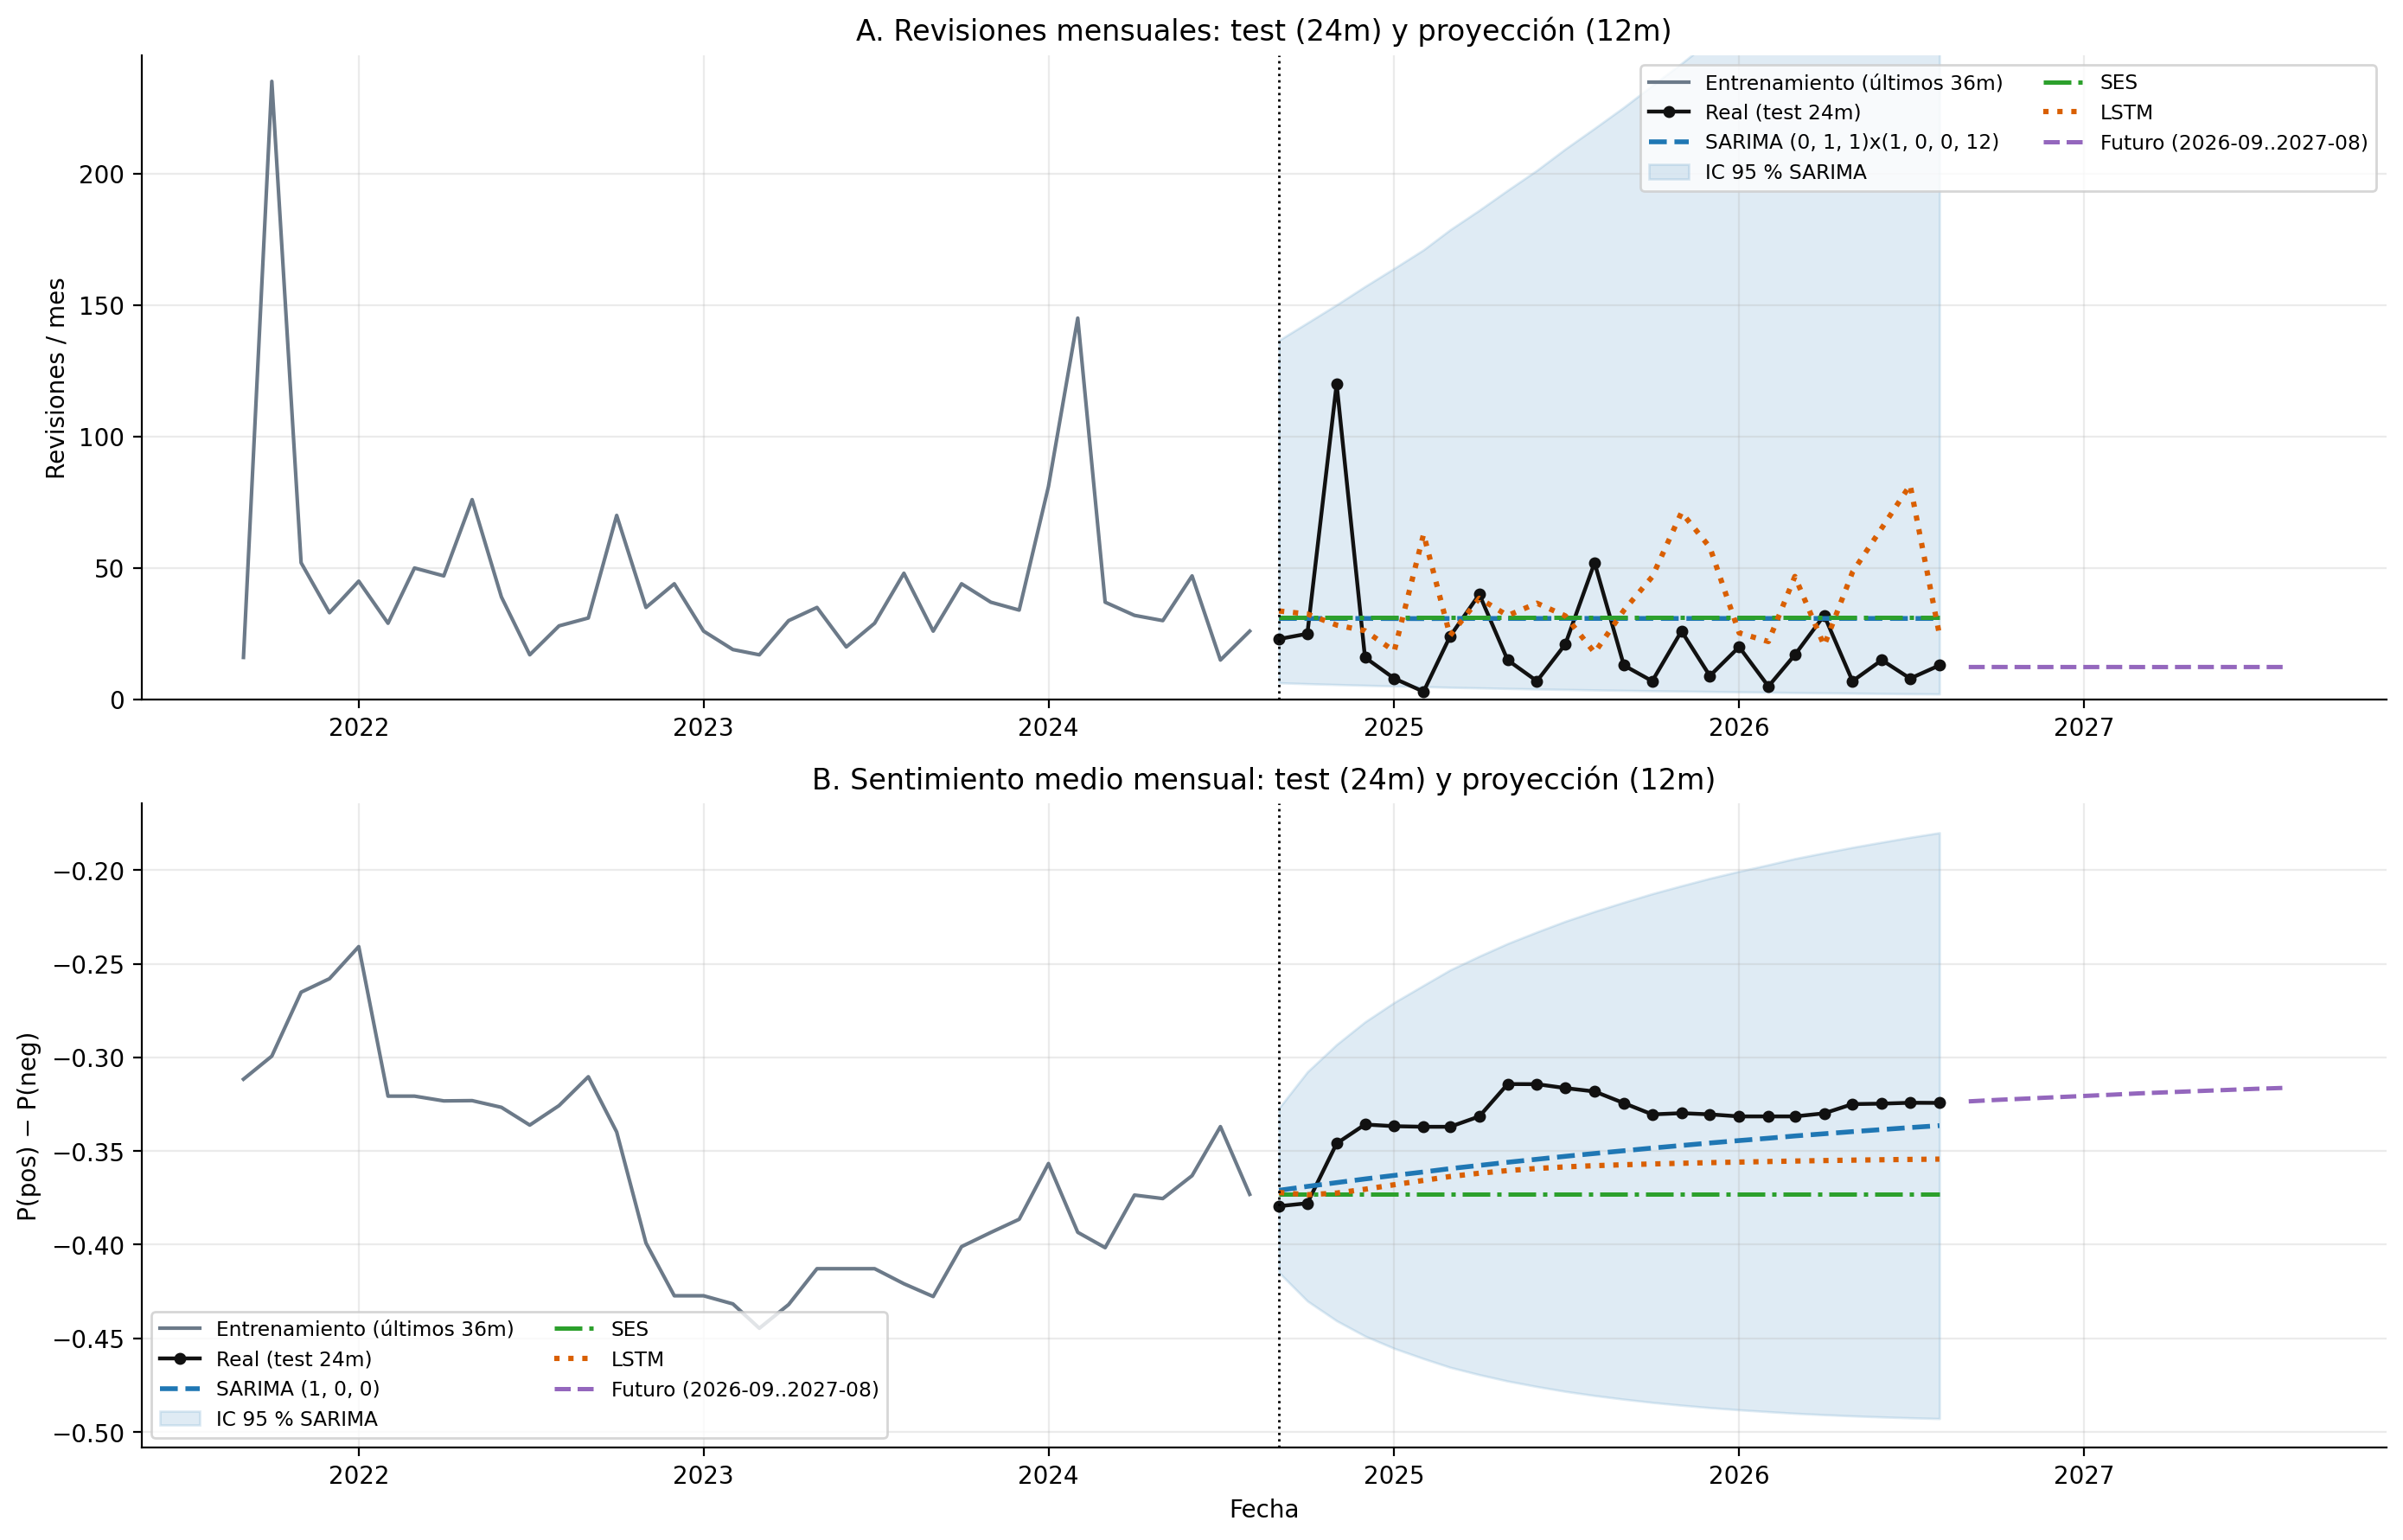 A. Revisiones mensuales: test (24m) y proyección (12m)
Revisiones / mes
200
150
100
50
0
Entrenamiento (últimos 36m)
Real (test 24m)
SARIMA (0, 1, 1)x(1, 0, 0, 12)
IC 95 % SARIMA
SES
LSTM
Futuro (2026-09..2027-08)
2022
2023
2024
2025
2026
2027
B. Sentimiento medio mensual: test (24m) y proyección (12m)
P(pos) − P(neg)
−0.20
−0.25
−0.30
−0.35
−0.40
−0.45
−0.50
Entrenamiento (últimos 36m)
Real (test 24m)
SARIMA (1, 0, 0)
IC 95 % SARIMA
SES
LSTM
Futuro (2026-09..2027-08)
2022
2023
2024
2025
2026
2027
Fecha